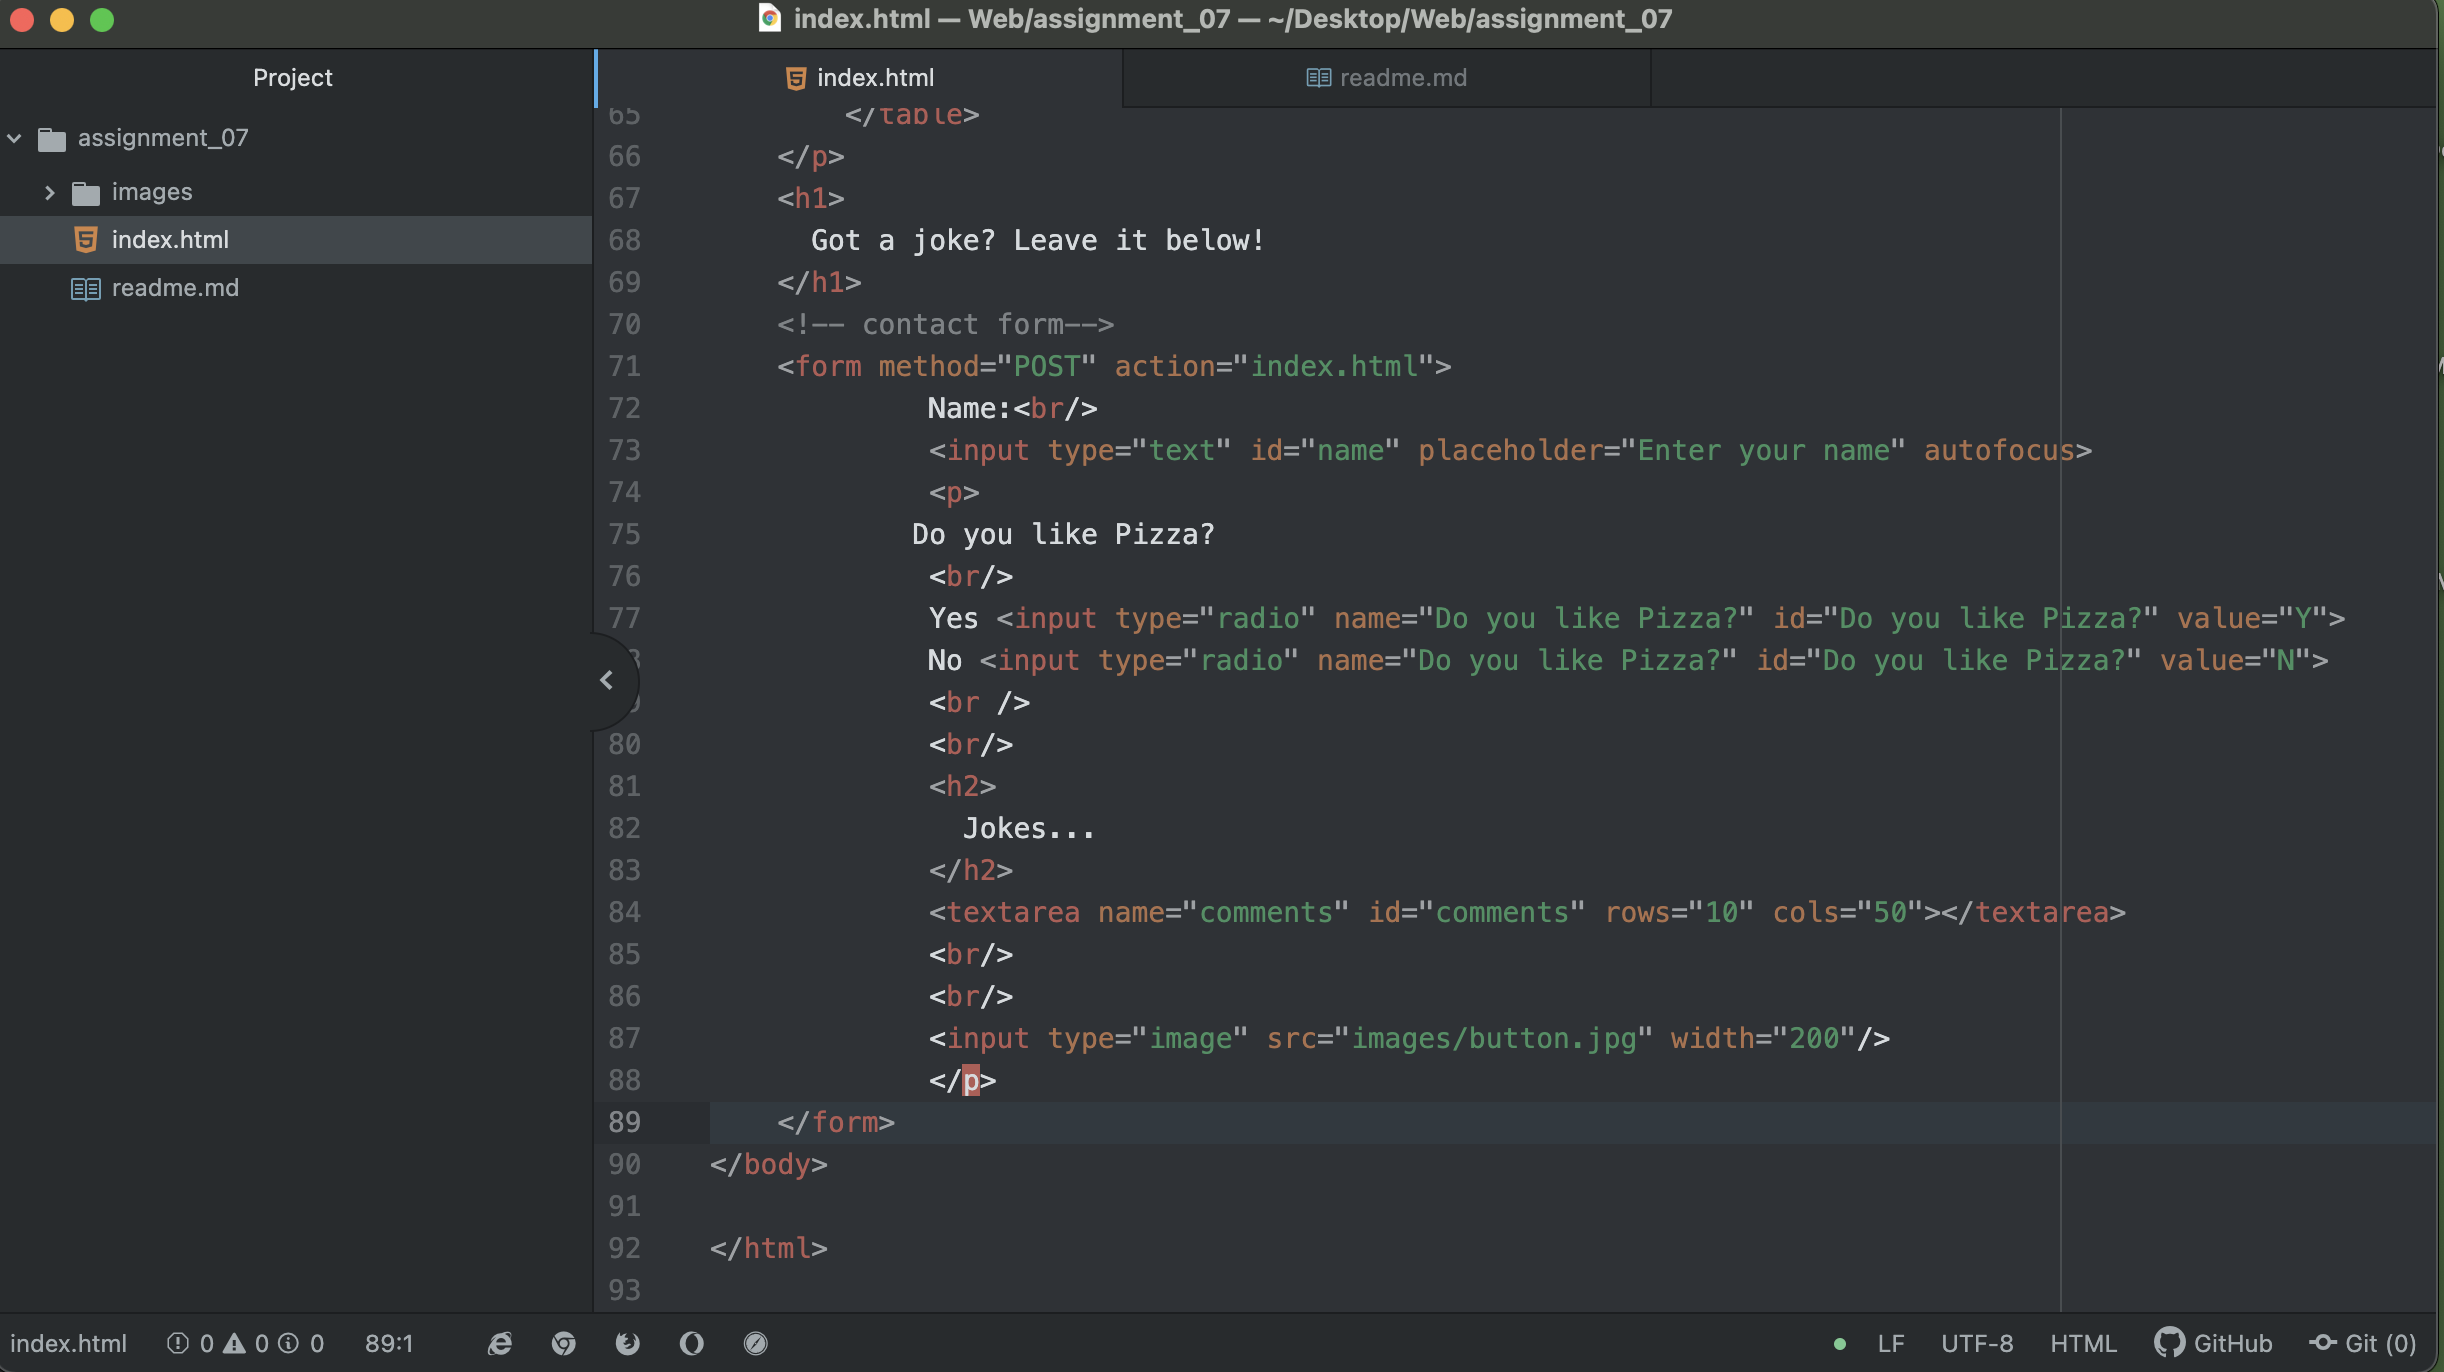 index.html — Web/assignment_07 — ~/Desktop/Web/assignment_07
Project
assignment_07
images
index.html
readme.md
index.html
readme.md
65 </table>
66 </p>
67 <h1>
68 Got a joke? Leave it below!
69 </h1>
70 <!-- contact form-->
71 <form method="POST" action="index.html">
72 Name:<br/>
73 <input type="text" id="name" placeholder="Enter your name" autofocus>
74 <p>
75 Do you like Pizza?
76 <br/>
77 Yes <input type="radio" name="Do you like Pizza?" id="Do you like Pizza?" value="Y">
No <input type="radio" name="Do you like Pizza?" id="Do you like Pizza?" value="N">
<br />
80 <br/>
81 <h2>
82 Jokes...
83 </h2>
84 <textarea name="comments" id="comments" rows="10" cols="50"></textarea>
85 <br/>
86 <br/>
87 <input type="image" src="images/button.jpg" width="200"/>
88 </p>
89 </form>
90 </body>
91
92 </html>
93
index.html 0 0 0 89:1 LF UTF-8 HTML GitHub Git (0)